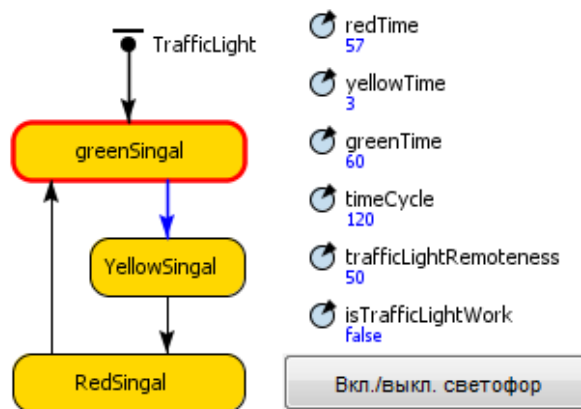 TrafficLight
greenSingal
YellowSingal
RedSingal
redTime
57
yellowTime
3
greenTime
60
timeCycle
120
trafficLightRemoteness
50
isTrafficLightWork
false
Вкл./выкл. светофор